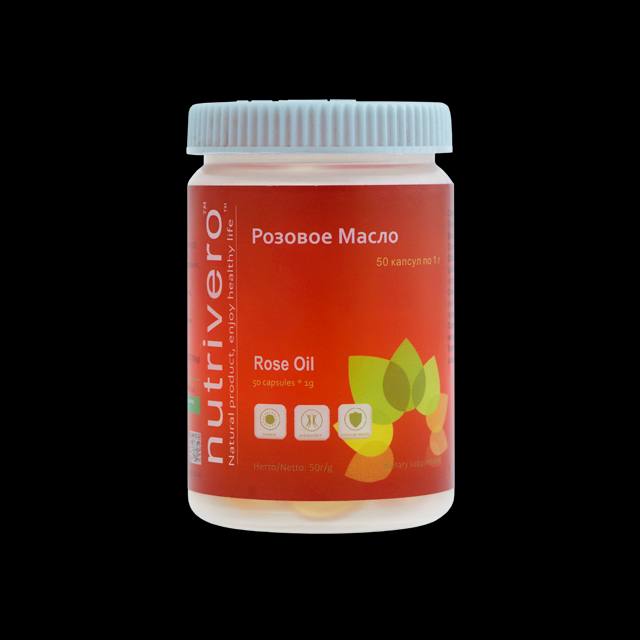 nutrivero™
Natural product, enjoy healthy life™
Розовое Масло
50 капсул по 1 г
Rose Oil
50 capsules * 1g
Нетто/Netto: 50г/g